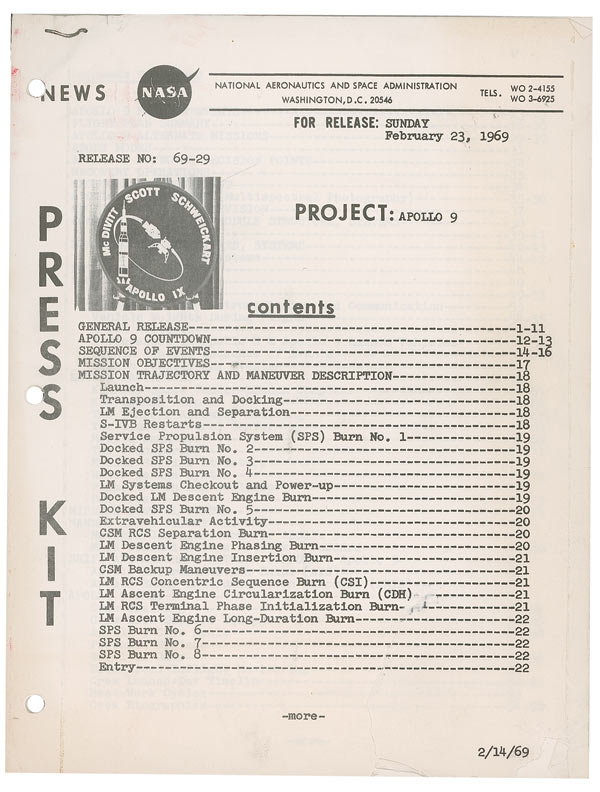 NEWS
NASA
NATIONAL AERONAUTICS AND SPACE ADMINISTRATION
WASHINGTON, D.C. 20546
TELS. WO 2-4155
WO 3-6925
FOR RELEASE: SUNDAY
February 23, 1969
RELEASE NO: 69-29
PRESS KIT
McDIVITT SCOTT SCHWEICKART
APOLLO IX
PROJECT: APOLLO 9
contents
GENERAL RELEASE---1-11
APOLLO 9 COUNTDOWN---12-13
SEQUENCE OF EVENTS---14-16
MISSION OBJECTIVES---17
MISSION TRAJECTORY AND MANEUVER DESCRIPTION---18
Launch---18
Transposition and Docking---18
LM Ejection and Separation---18
S-IVB Restarts---18
Service Propulsion System (SPS) Burn No. 1---19
Docked SPS Burn No. 2---19
Docked SPS Burn No. 3---19
Docked SPS Burn No. 4---19
LM Systems Checkout and Power-up---19
Docked LM Descent Engine Burn---19
Docked SPS Burn No. 5---20
Extravehicular Activity---20
CSM RCS Separation Burn---20
LM Descent Engine Phasing Burn---20
LM Descent Engine Insertion Burn---21
CSM Backup Maneuvers---21
LM RCS Concentric Sequence Burn (CSI)---21
LM Ascent Engine Circularization Burn (CDH)---21
LM RCS Terminal Phase Initialization Burn---21
LM Ascent Engine Long-Duration Burn---22
SPS Burn No. 6---22
SPS Burn No. 7---22
SPS Burn No. 8---22
Entry---22
-more-
2/14/69